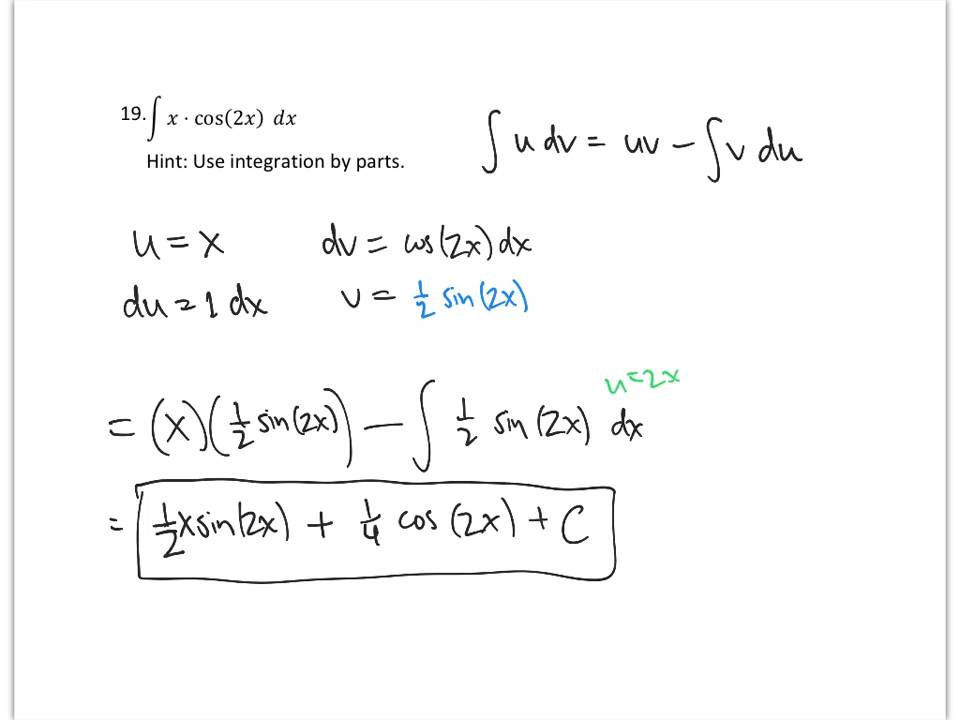 19. ∫ x · cos(2x) dx
∫ u dv = uv − ∫ v du
Hint: Use integration by parts.
u = x dv = cos(2x) dx
du = 1 dx v = 1/2 sin(2x)
u=2x
= (x)(1/2 sin(2x)) − ∫ 1/2 sin(2x) dx
= 1/2 x sin(2x) + 1/4 cos(2x) + C